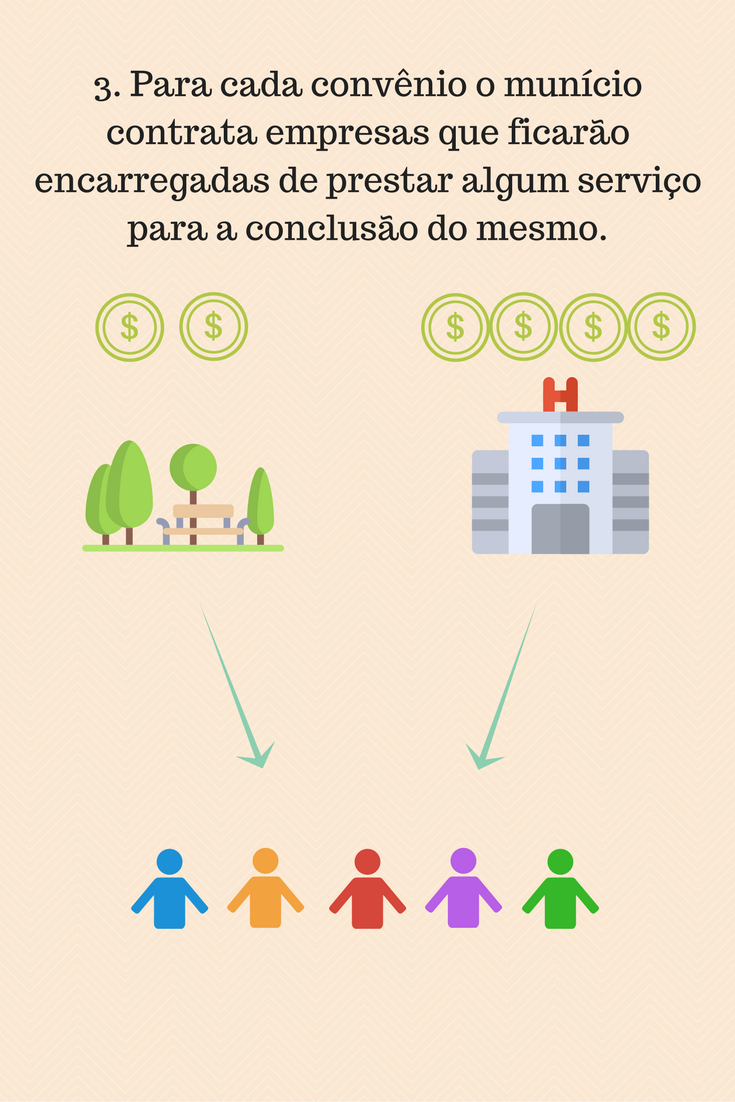 3. Para cada convênio o munício
contrata empresas que ficarão
encarregadas de prestar algum serviço
para a conclusão do mesmo.
$ $ $ $ $ $
H